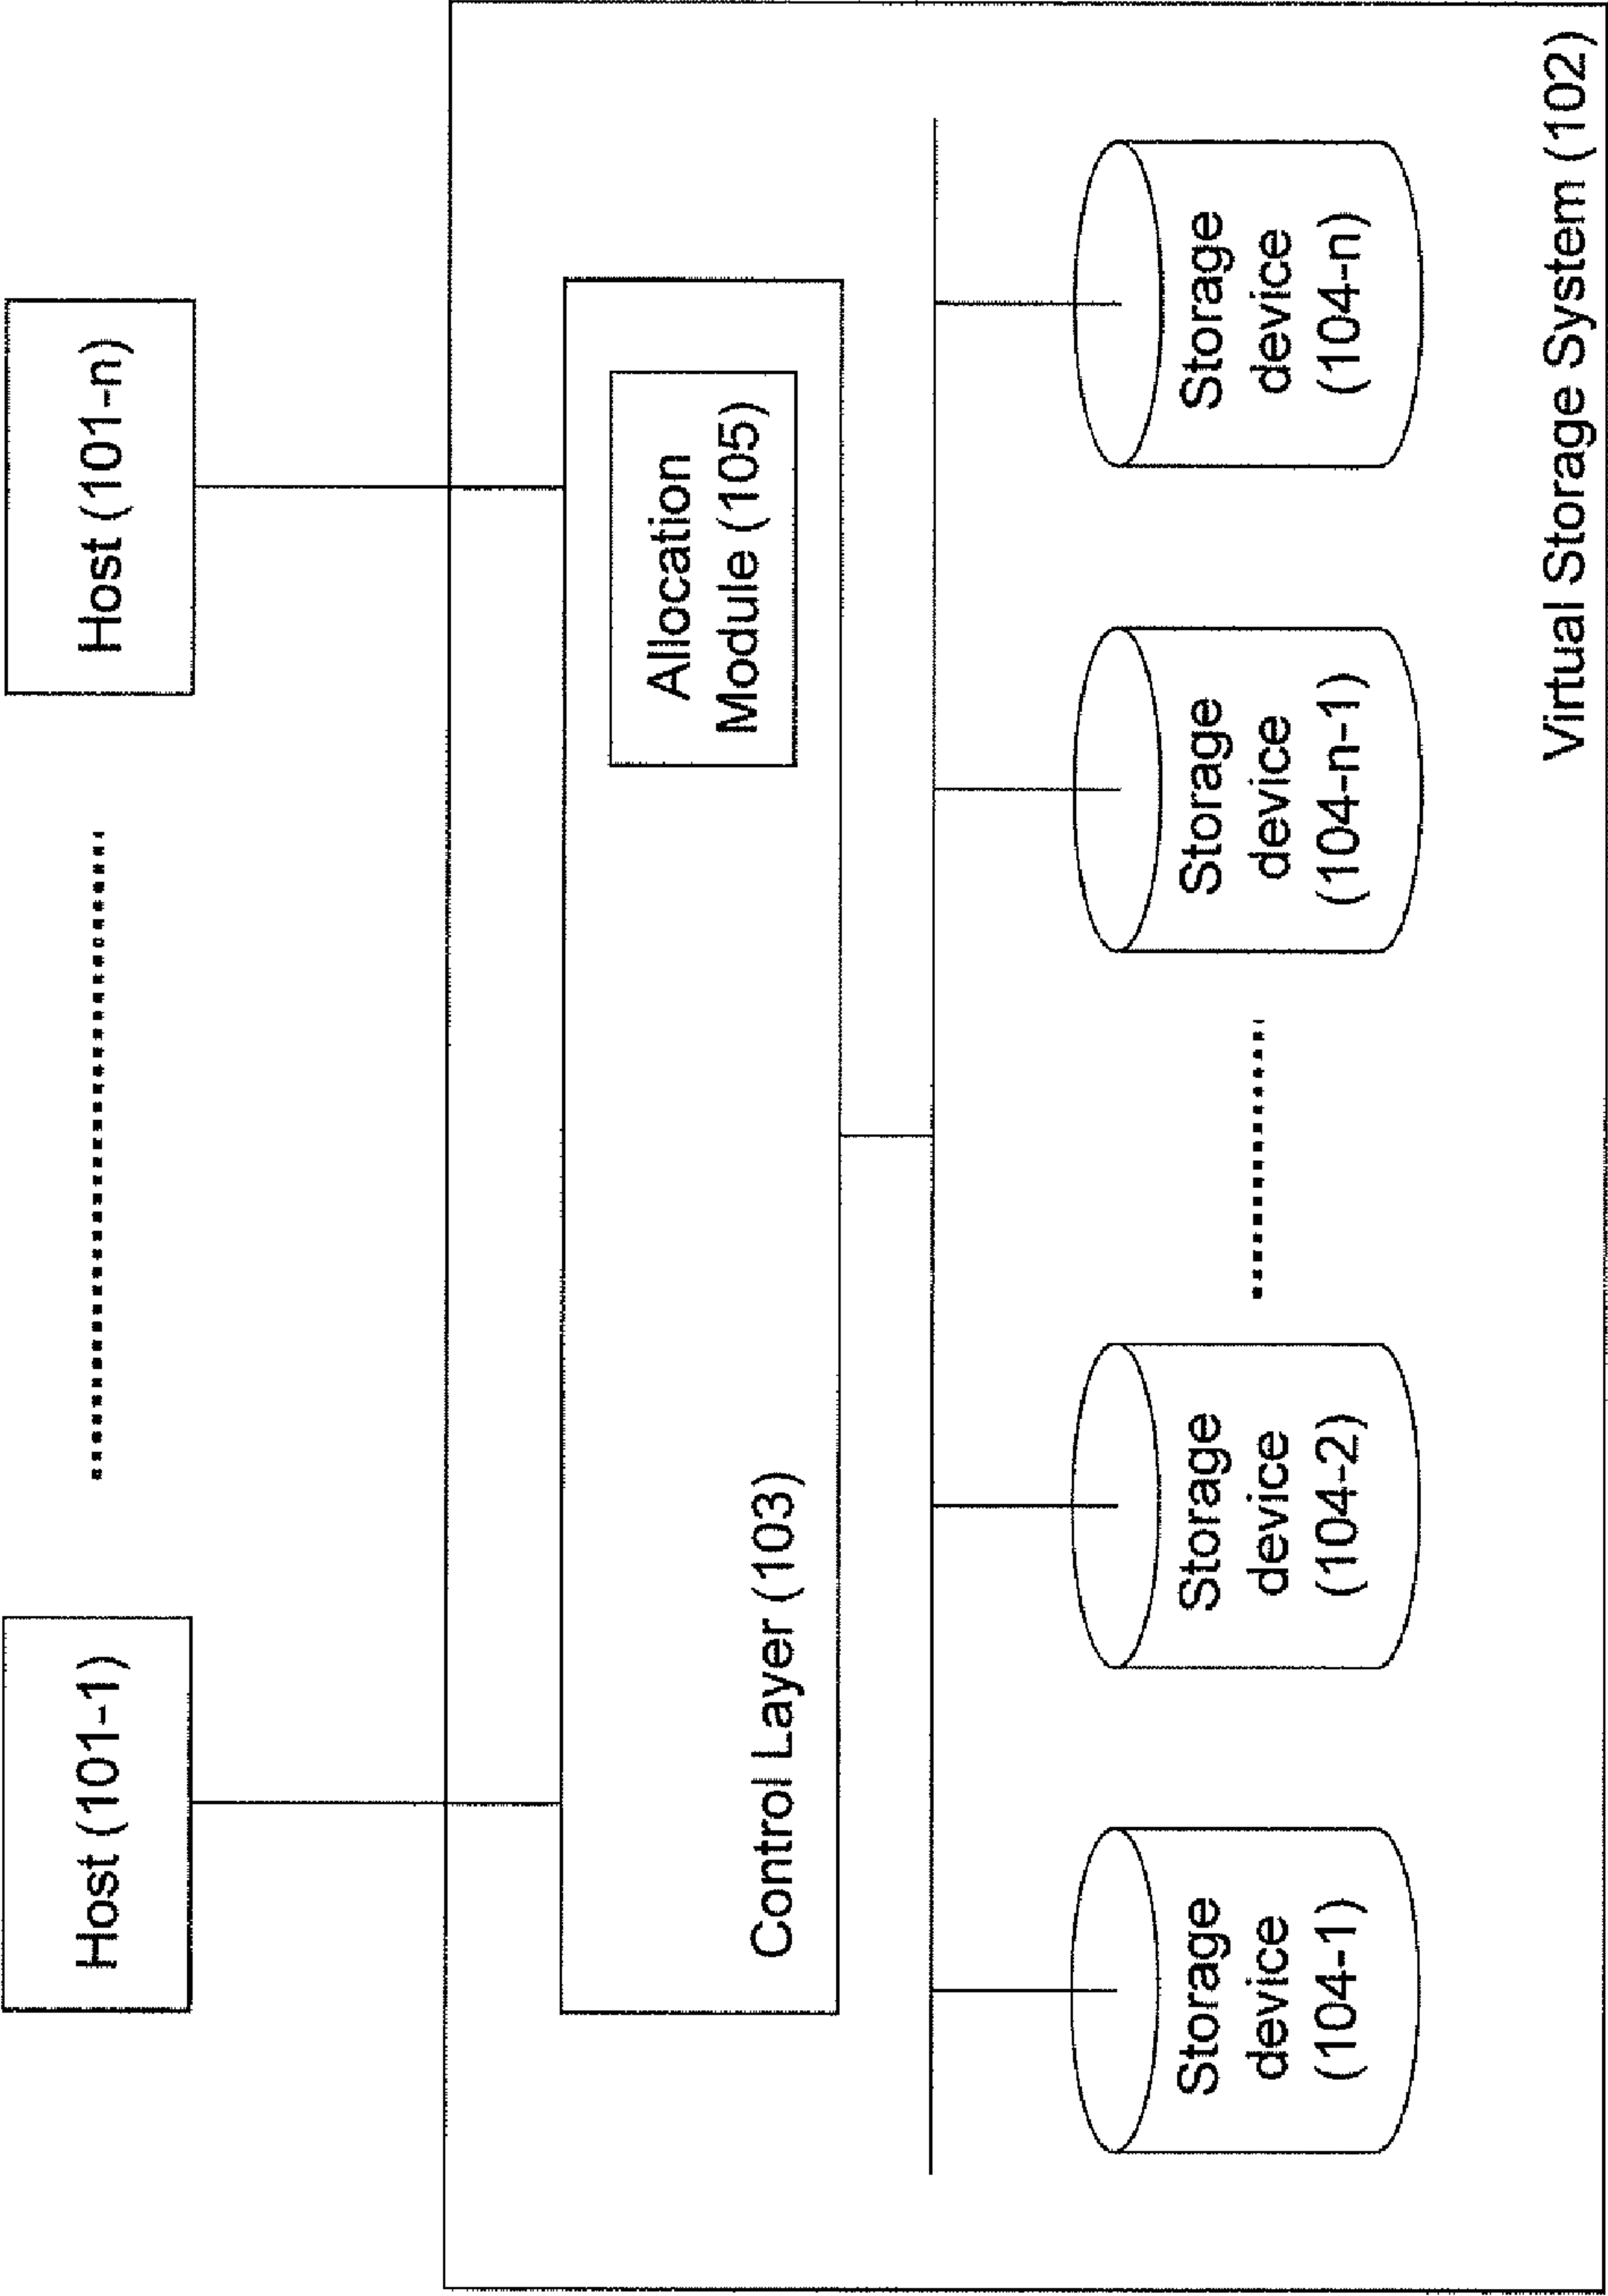 Host (101-1)
Host (101-n)
Allocation
Module (105)
Control Layer (103)
Storage
device
(104-1)
Storage
device
(104-2)
Storage
device
(104-n-1)
Storage
device
(104-n)
Virtual Storage System (102)